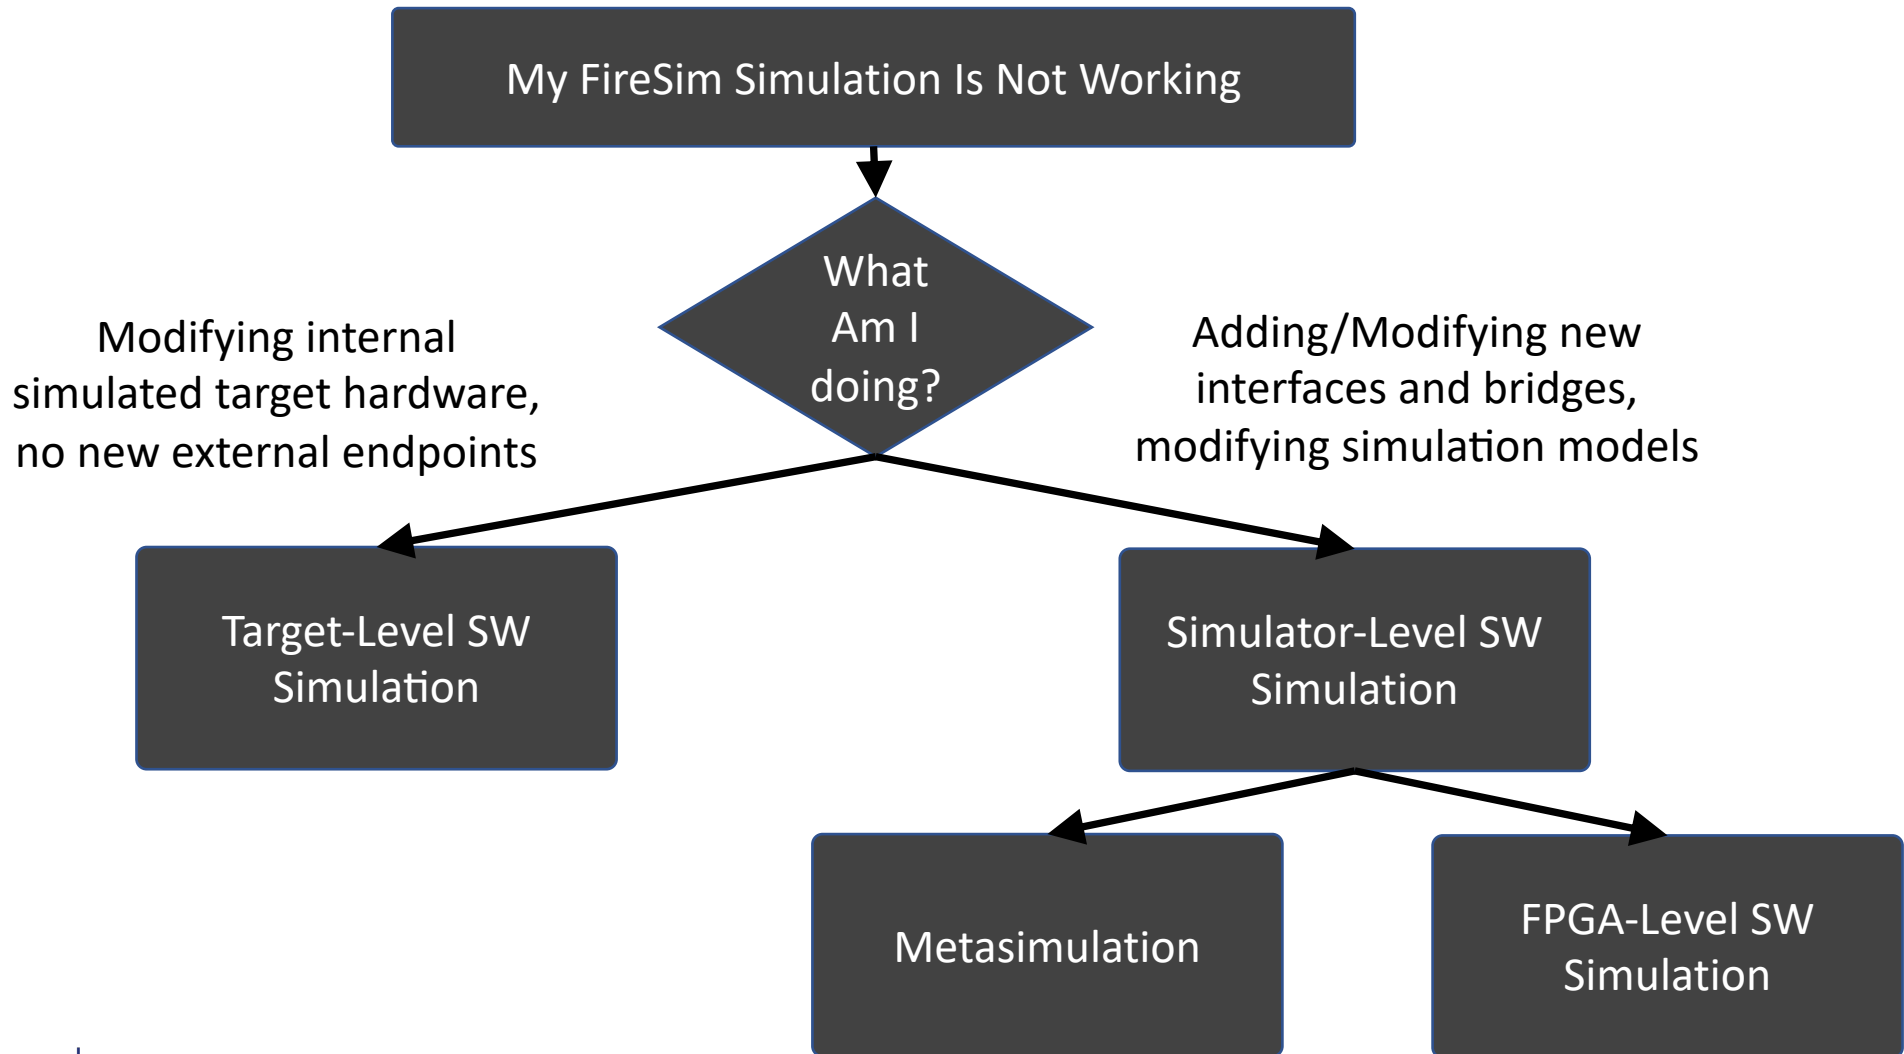 My FireSim Simulation Is Not Working
What
Am I
doing?
Modifying internal
simulated target hardware,
no new external endpoints
Adding/Modifying new
interfaces and bridges,
modifying simulation models
Target-Level SW
Simulation
Simulator-Level SW
Simulation
Metasimulation
FPGA-Level SW
Simulation